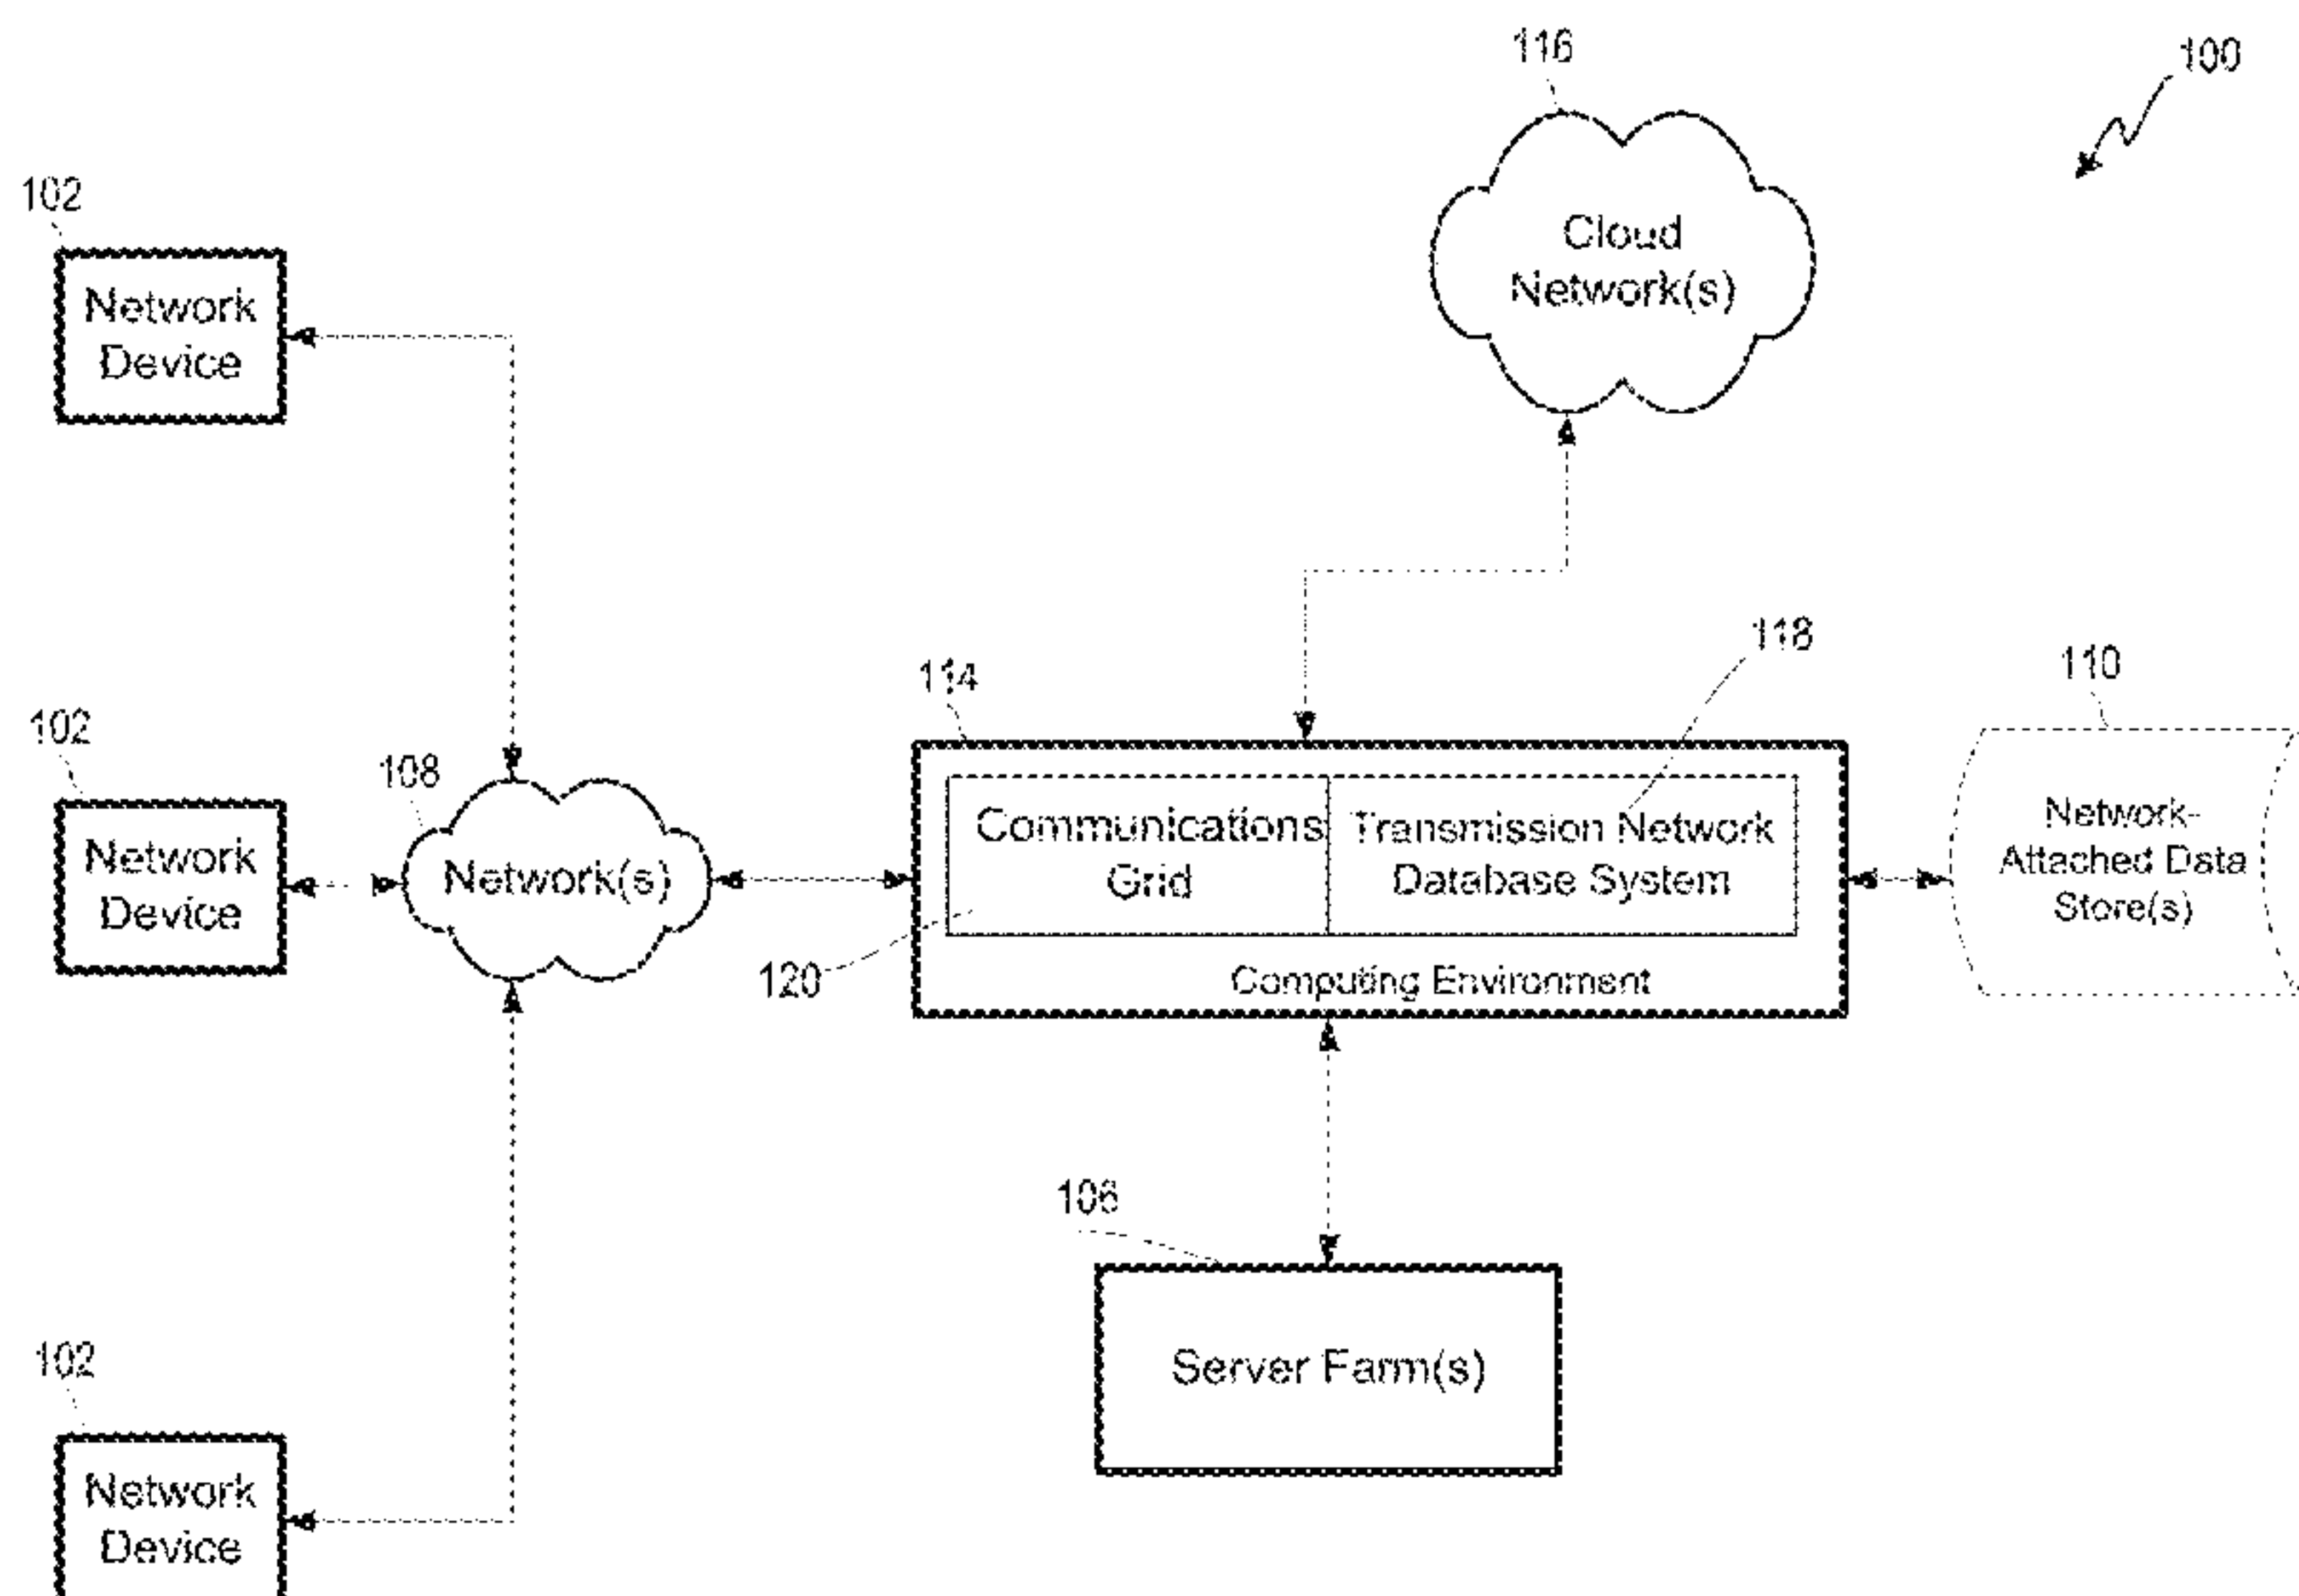 116
100
102
Cloud
Network(s)
Network
Device
118
114
110
102
108
Network
Device
Network(s)
Communications
Grid
Transmission Network
Database System
Network-
Attached Data
Store(s)
120
Computing Environment
106
102
Server Farm(s)
Network
Device